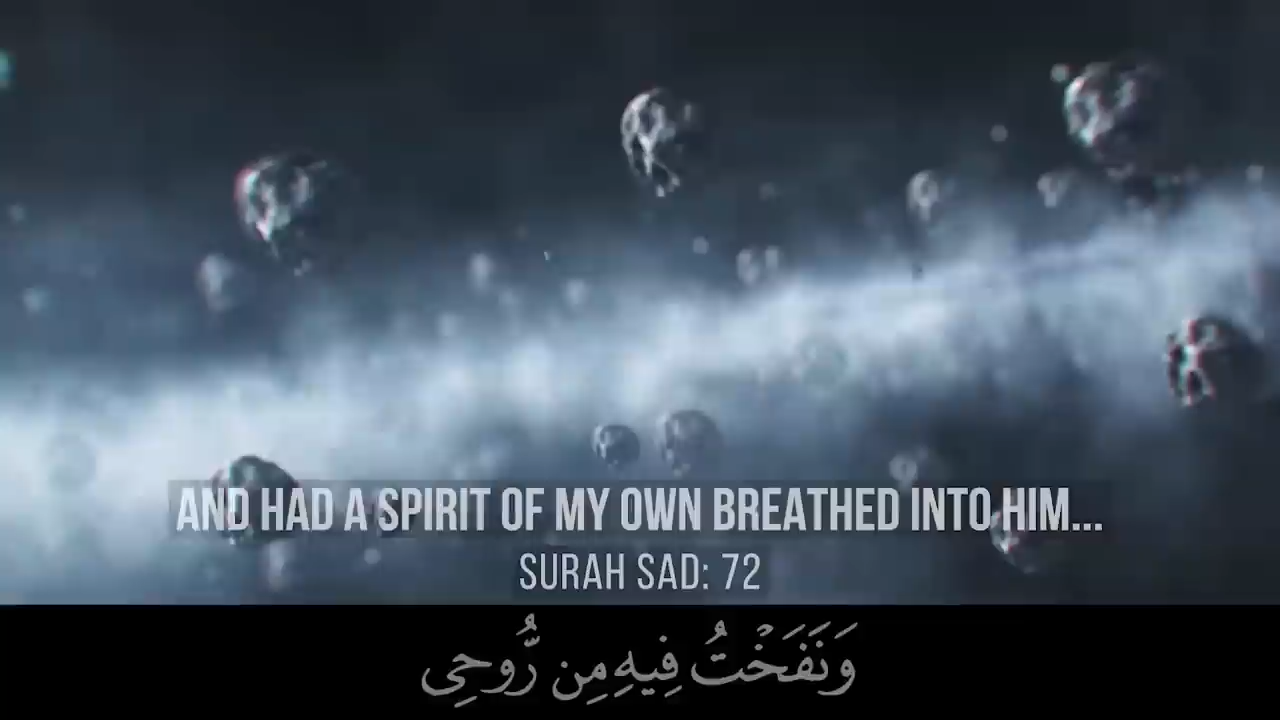 AND HAD A SPIRIT OF MY OWN BREATHED INTO HIM...
SURAH SAD: 72
وَنَفَخْتُ فِيهِ مِن رُّوحِى